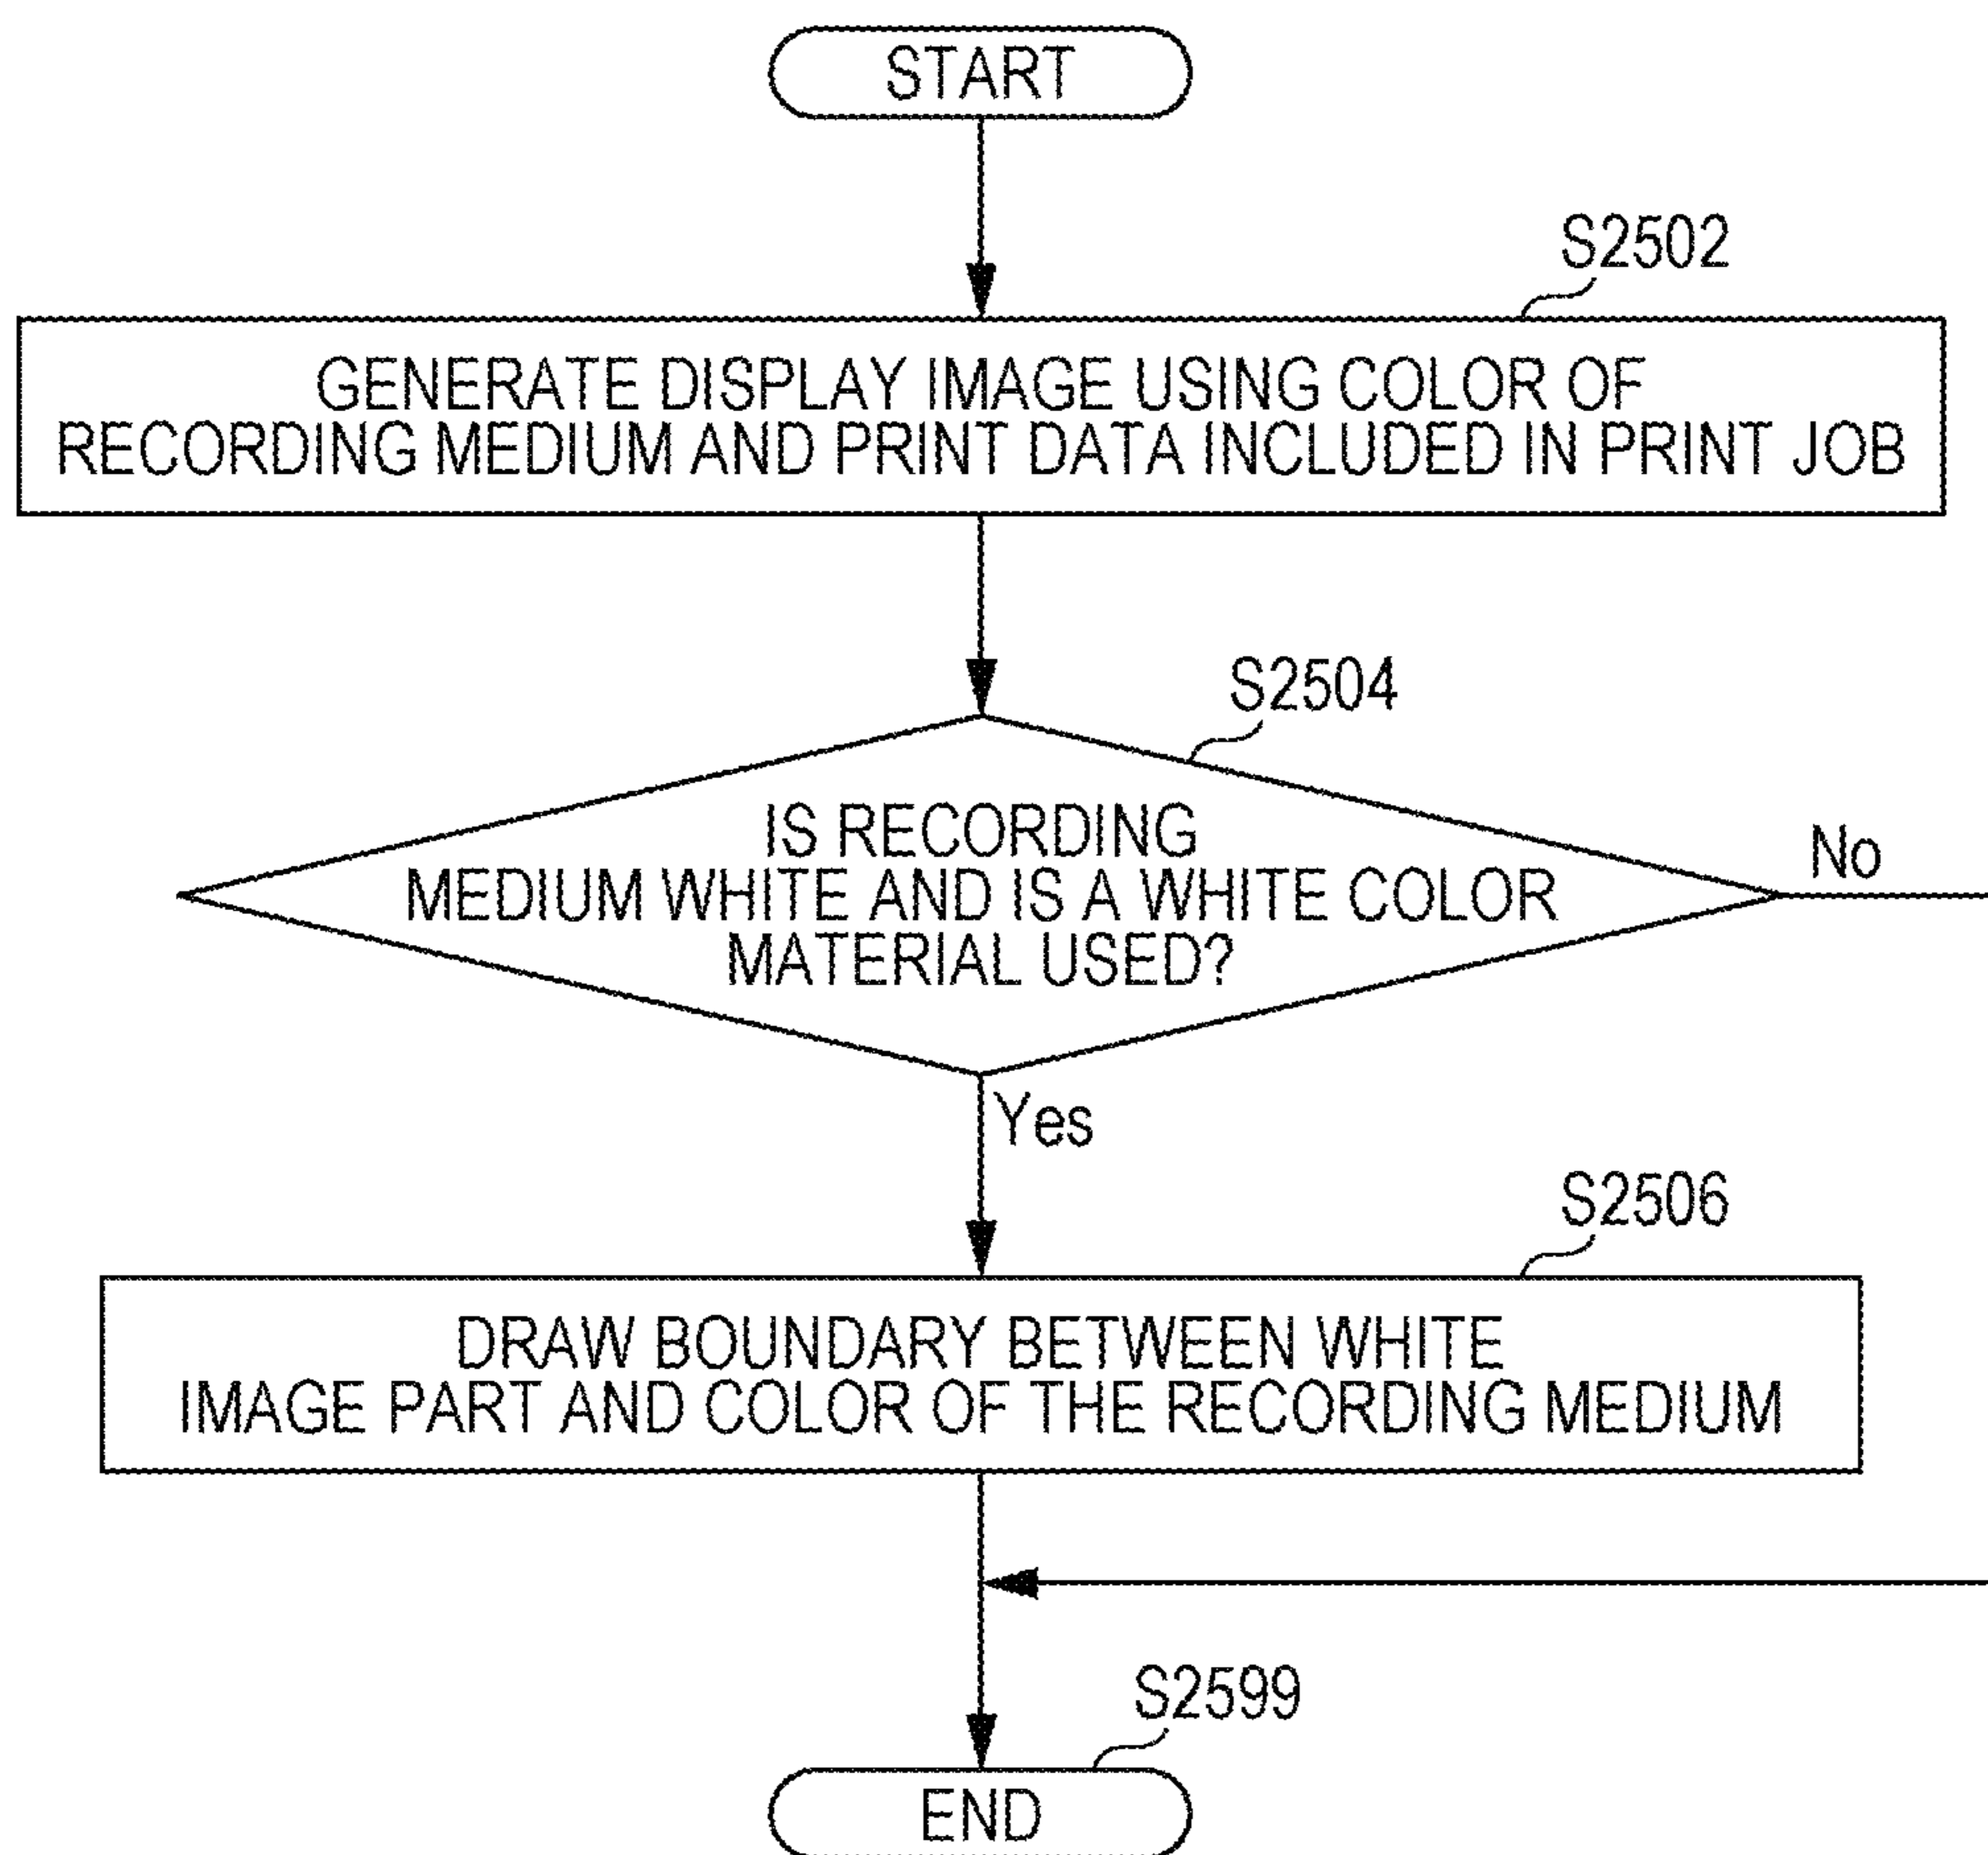 START
S2502
GENERATE DISPLAY IMAGE USING COLOR OF
RECORDING MEDIUM AND PRINT DATA INCLUDED IN PRINT JOB
S2504
IS RECORDING
MEDIUM WHITE AND IS A WHITE COLOR
MATERIAL USED?
No
Yes
S2506
DRAW BOUNDARY BETWEEN WHITE
IMAGE PART AND COLOR OF THE RECORDING MEDIUM
S2599
END